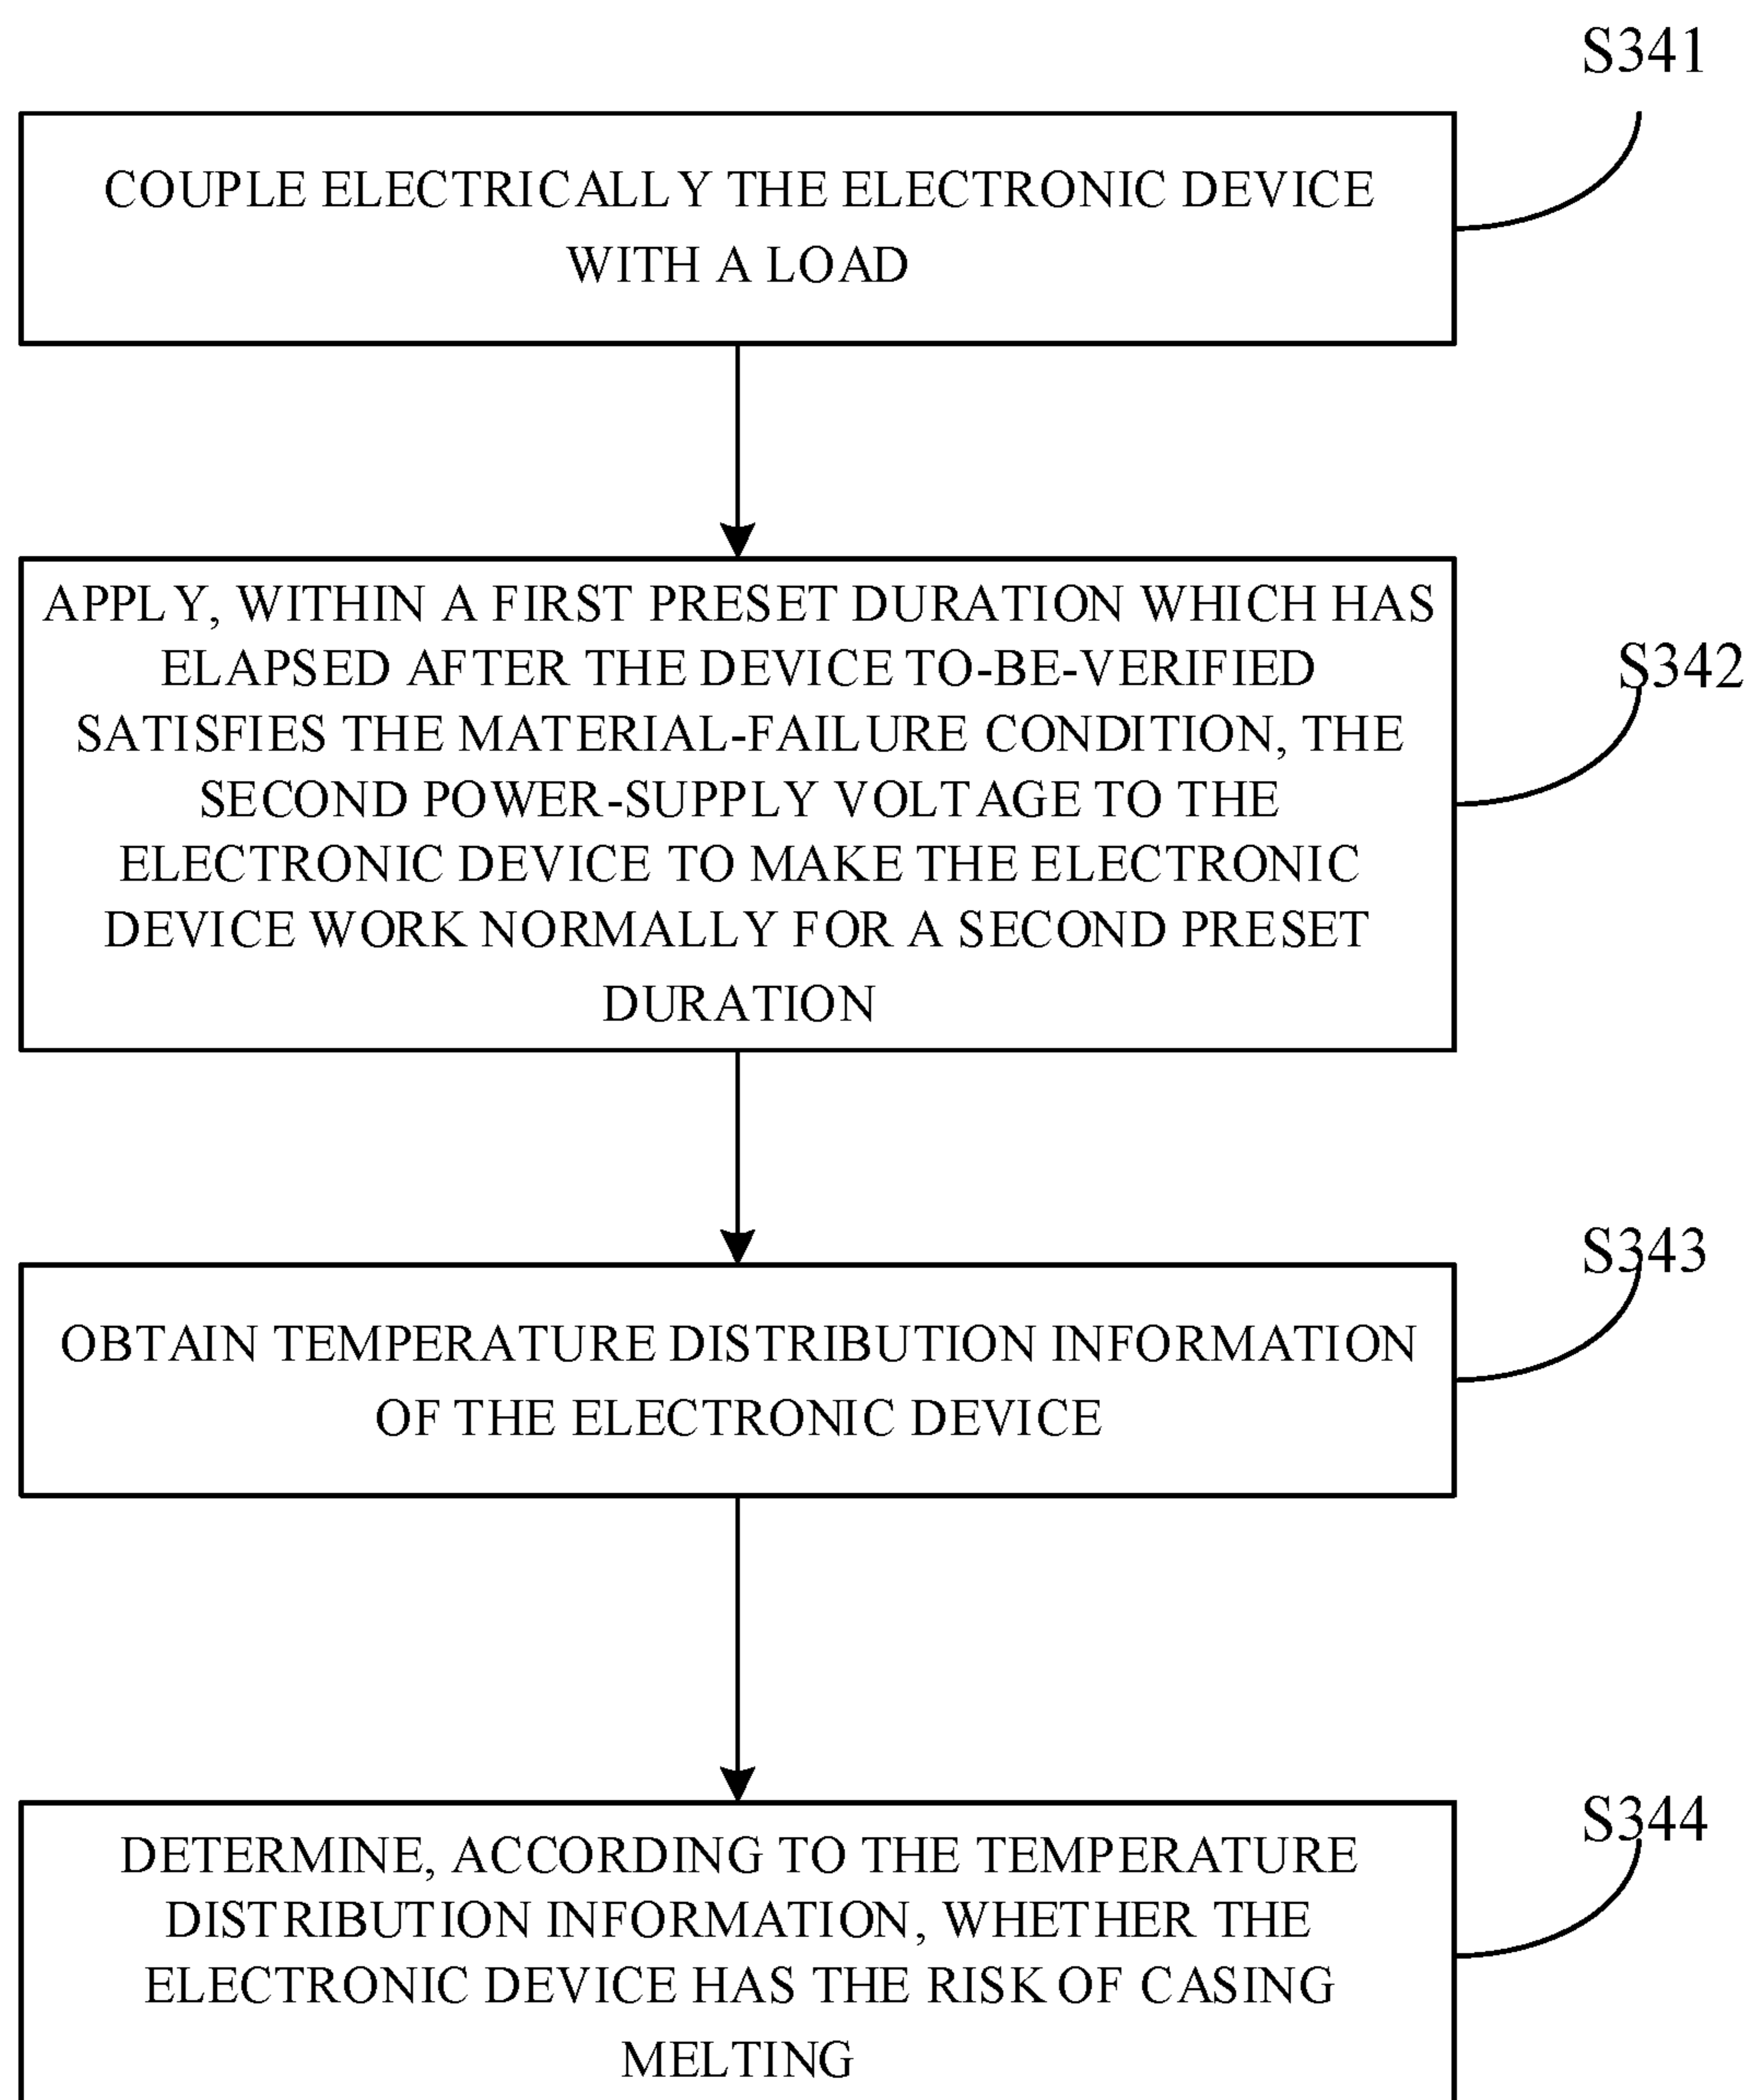 S341
COUPLE ELECTRICALLY THE ELECTRONIC DEVICE
WITH A LOAD
APPLY, WITHIN A FIRST PRESET DURATION WHICH HAS
ELAPSED AFTER THE DEVICE TO-BE-VERIFIED
SATISFIES THE MATERIAL-FAILURE CONDITION, THE
SECOND POWER-SUPPLY VOLTAGE TO THE
ELECTRONIC DEVICE TO MAKE THE ELECTRONIC
DEVICE WORK NORMALLY FOR A SECOND PRESET
DURATION
S342
S343
OBTAIN TEMPERATURE DISTRIBUTION INFORMATION
OF THE ELECTRONIC DEVICE
S344
DETERMINE, ACCORDING TO THE TEMPERATURE
DISTRIBUTION INFORMATION, WHETHER THE
ELECTRONIC DEVICE HAS THE RISK OF CASING
MELTING